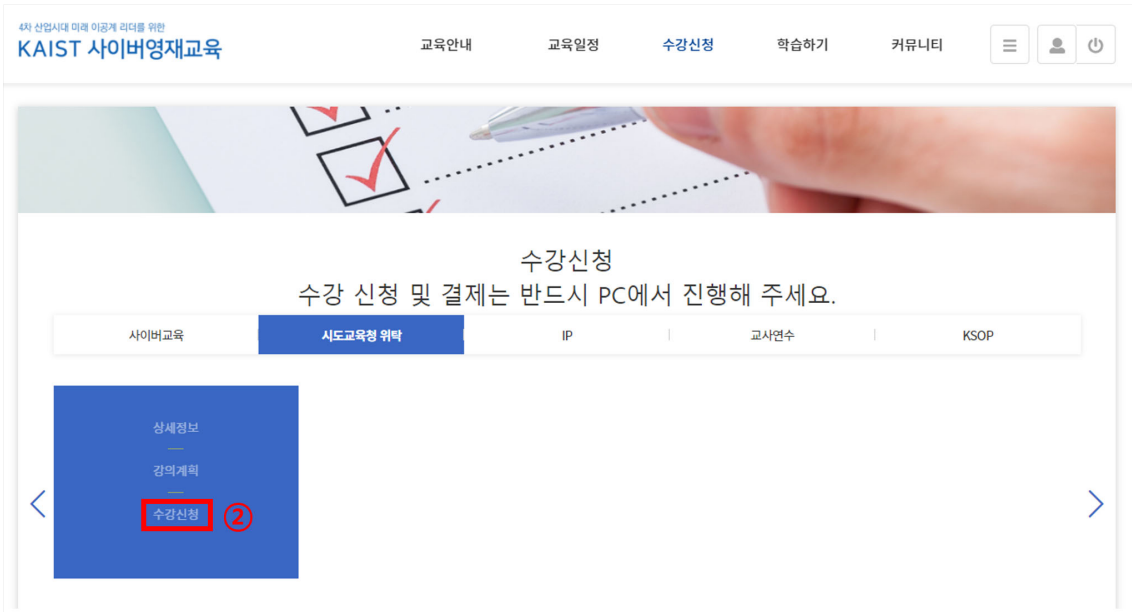 4차 산업시대 미래 이공계 리더를 위한
KAIST 사이버영재교육
교육안내 교육일정 수강신청 학습하기 커뮤니티
수강신청
수강 신청 및 결제는 반드시 PC에서 진행해 주세요.
사이버교육 시도교육청 위탁 IP 교사연수 KSOP
상세정보
강의계획
수강신청 ②